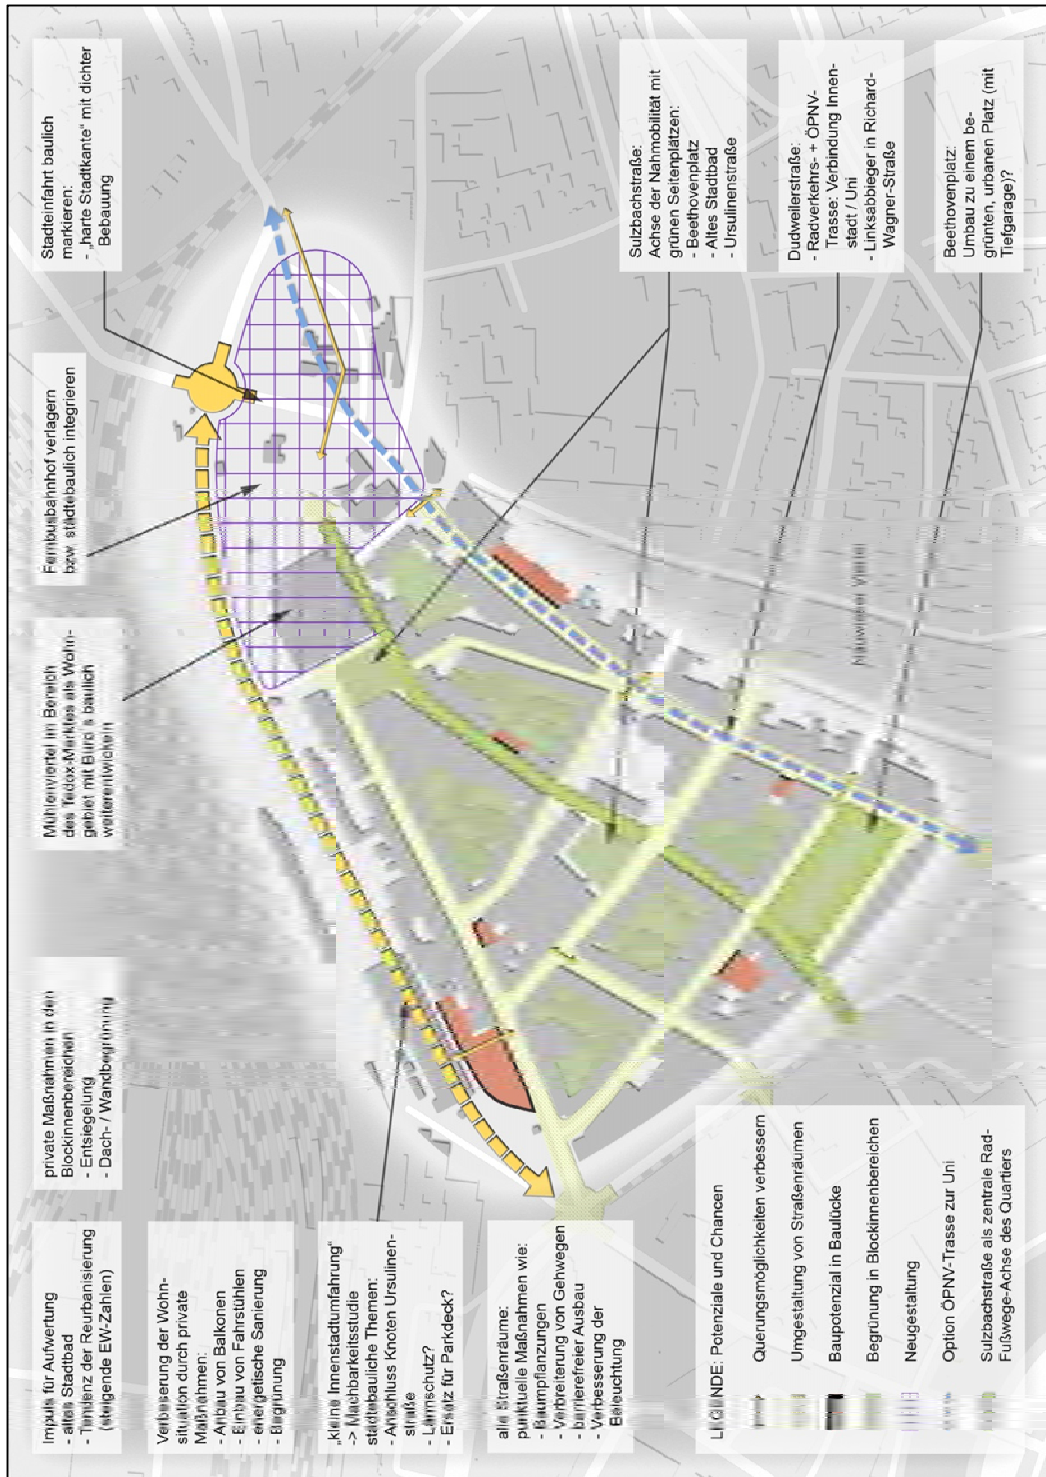 Impuls für Aufwertung
- altes Stadtbad
- Tendenz der Reurbanisierung
(steigende EW-Zahlen)
private Maßnahmen in den
Blockinnenbereichen
- Entsiegelung
- Dach- / Wandbegrünung
Mühlenviertel im Bereich
des Tedox-Marktes als Wohn-
gebiet mit Büro's baulich
weiterentwickeln
Fernbusbahnhof verlagern
bzw. städtebaulich integrieren
Stadteinfahrt baulich
markieren:
- „harte Stadtkante“ mit dichter
Bebauung
Verbesserung der Wohn-
situation durch private
Maßnahmen:
- Anbau von Balkonen
- Einbau von Fahrstühlen
- energetische Sanierung
- Begrünung
„kleine Innenstadtumfahrung“
-> Machbarkeitsstudie
städtebauliche Themen:
- Anschluss Knoten Ursulinen-
straße
- Lärmschutz?
- Ersatz für Parkdeck?
alle Straßenräume:
punktuelle Maßnahmen wie:
- Baumpflanzungen
- Verbreiterung von Gehwegen
- barrierefreier Ausbau
- Verbesserung der
Beleuchtung
Sulzbachstraße:
Achse der Nahmobilität mit
grünen Seitenplätzen:
- Beethovenplatz
- Altes Stadtbad
- Ursulinenstraße
Dudweilerstraße:
- Radverkehrs- + ÖPNV-
Trasse: Verbindung Innen-
stadt / Uni
- Linksabbieger in Richard-
Wagner-Straße
Beethovenplatz:
Umbau zu einem be-
grünten, urbanen Platz (mit
Tiefgarage)?
Nauwieser Viertel
LEGENDE: Potenziale und Chancen
Querungsmöglichkeiten verbessern
Umgestaltung von Straßenräumen
Baupotenzial in Baulücke
Begrünung in Blockinnenbereichen
Neugestaltung
Option ÖPNV-Trasse zur Uni
Sulzbachstraße als zentrale Rad-
Fußwege-Achse des Quartiers